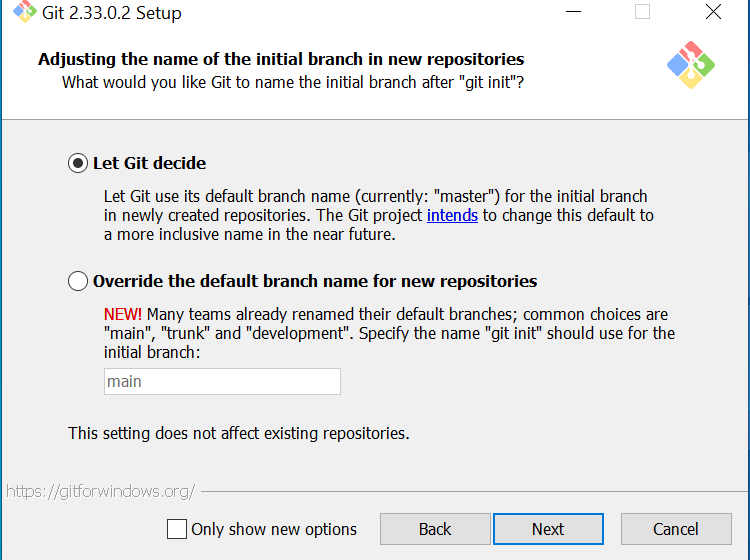 Git 2.33.0.2 Setup
Adjusting the name of the initial branch in new repositories
What would you like Git to name the initial branch after "git init"?
Let Git decide
Let Git use its default branch name (currently: "master") for the initial branch
in newly created repositories. The Git project intends to change this default to
a more inclusive name in the near future.
Override the default branch name for new repositories
NEW! Many teams already renamed their default branches; common choices are
"main", "trunk" and "development". Specify the name "git init" should use for the
initial branch:
main
This setting does not affect existing repositories.
https://gitforwindows.org/
Only show new options
Back
Next
Cancel